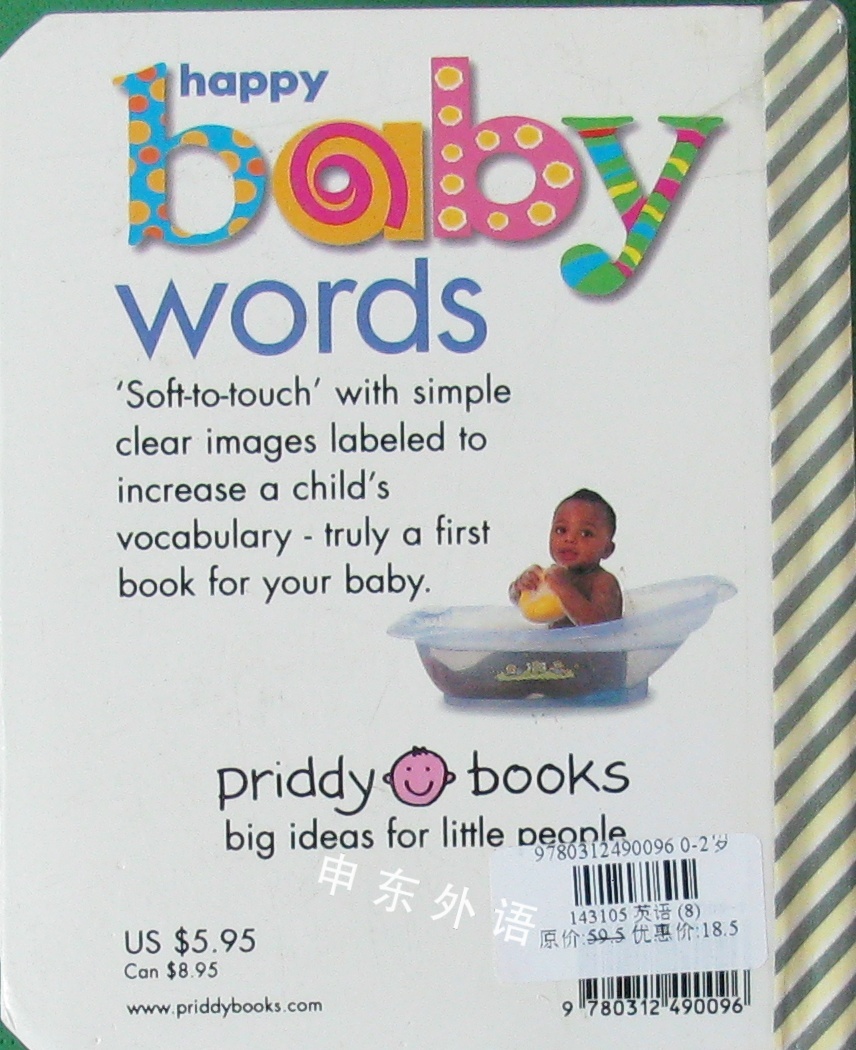 happy
baby
words
‘Soft-to-touch’ with simple
clear images labeled to
increase a child’s
vocabulary - truly a first
book for your baby.
priddy books
big ideas for little people
9780312490096 0-2岁
143105 英语 (8)
原价:59.5 优惠价:18.5
申东外语
US $5.95
Can $8.95
www.priddybooks.com
9 780312 490096